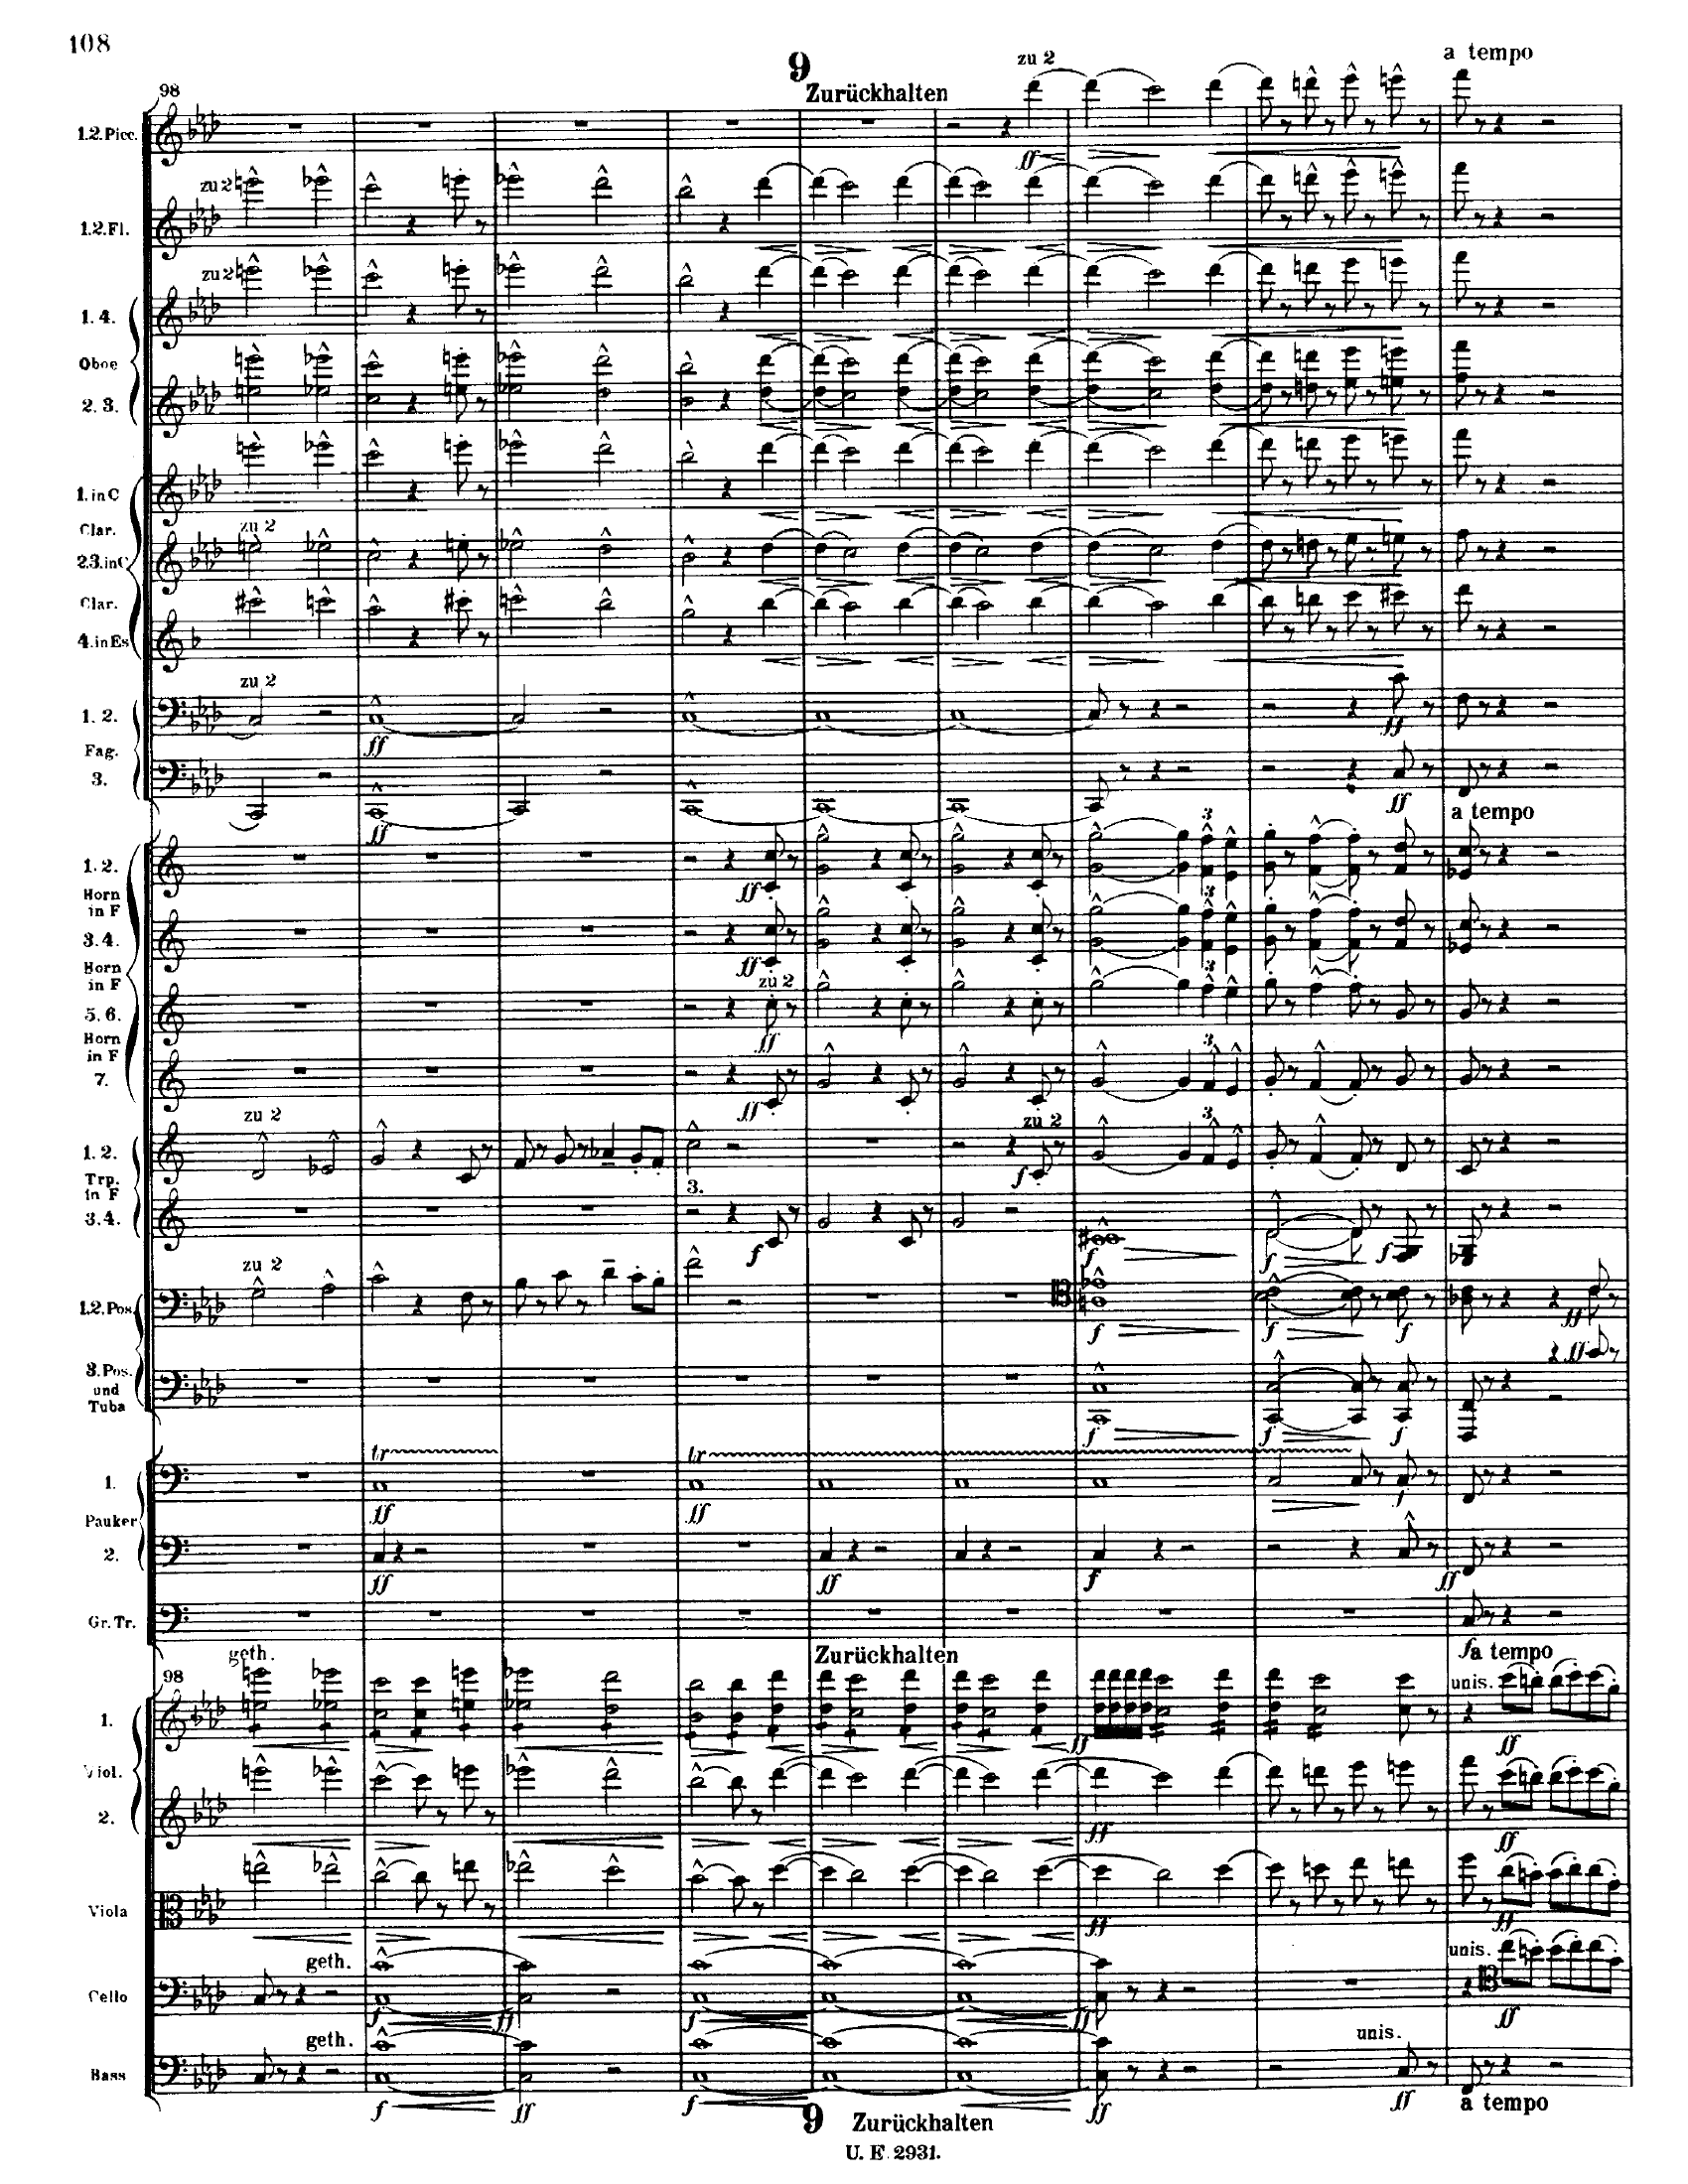 108
9
Zurückhalten
zu 2
a tempo
98
1.2. Picc.
ff
zu 2
1.2. Fl.
zu 2
1. 4.
Oboe
2. 3.
1. in C
Clar.
zu 2
2.3. in C
Clar.
4. in Es
zu 2
1. 2.
ff
Fag.
3.
ff
ff
ff
a tempo
3
1. 2.
ff
Horn
in F
3
3. 4.
ff
Horn
in F
zu 2
3
5. 6.
ff
Horn
in F
3
7.
ff
zu 2
zu 2
3
1. 2.
f
Trp.
in F
3.
3. 4.
f
f
f
f
zu 2
1.2. Pos.
f
f
f
ff
3. Pos.
und
Tuba
ff
f
f
f
tr
tr
1.
ff
ff
f
Pauker
2.
ff
ff
f
ff
Gr. Tr.
f
geth.
Zurückhalten
a tempo
98
unis.
1.
ff
ff
Viol.
2.
ff
ff
Viola
ff
ff
geth.
unis.
Cello
f
ff
f
ff
ff
geth.
unis.
Bass
f
ff
f
ff
ff
9
Zurückhalten
a tempo
U. E. 2931.